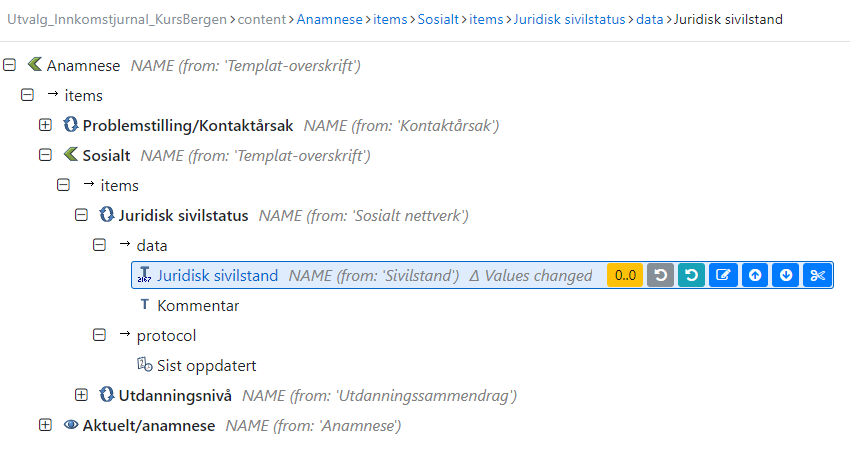 Utvalg_Innkomstjurnal_KursBergen > content > Anamnese > items > Sosialt > items > Juridisk sivilstatus > data > Juridisk sivilstand
Anamnese NAME (from: 'Templat-overskrift')
→ items
Problemstilling/Kontaktårsak NAME (from: 'Kontaktårsak')
Sosialt NAME (from: 'Templat-overskrift')
→ items
Juridisk sivilstatus NAME (from: 'Sosialt nettverk')
→ data
T 2167 Juridisk sivilstand NAME (from: 'Sivilstand') Δ Values changed 0..0
T Kommentar
→ protocol
Sist oppdatert
Utdanningsnivå NAME (from: 'Utdanningssammendrag')
Aktuelt/anamnese NAME (from: 'Anamnese')